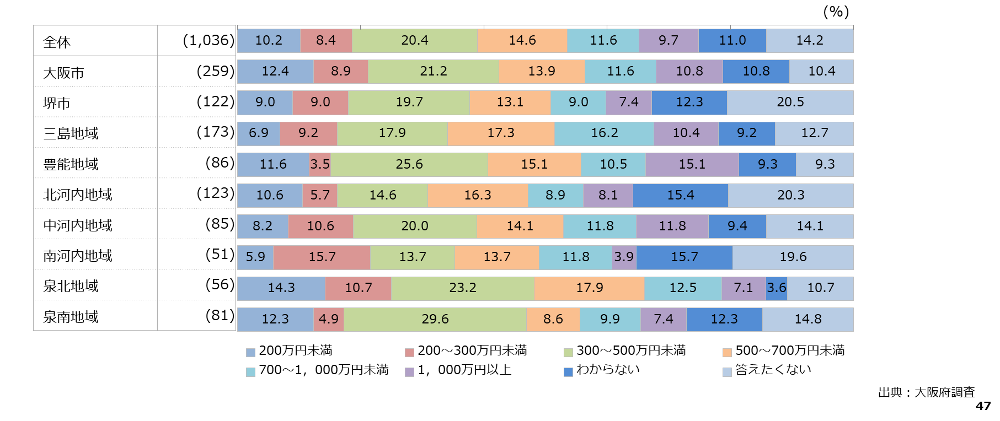 (%)
全体 (1,036) 10.2 8.4 20.4 14.6 11.6 9.7 11.0 14.2
大阪市 (259) 12.4 8.9 21.2 13.9 11.6 10.8 10.8 10.4
堺市 (122) 9.0 9.0 19.7 13.1 9.0 7.4 12.3 20.5
三島地域 (173) 6.9 9.2 17.9 17.3 16.2 10.4 9.2 12.7
豊能地域 (86) 11.6 3.5 25.6 15.1 10.5 15.1 9.3 9.3
北河内地域 (123) 10.6 5.7 14.6 16.3 8.9 8.1 15.4 20.3
中河内地域 (85) 8.2 10.6 20.0 14.1 11.8 11.8 9.4 14.1
南河内地域 (51) 5.9 15.7 13.7 13.7 11.8 3.9 15.7 19.6
泉北地域 (56) 14.3 10.7 23.2 17.9 12.5 7.1 3.6 10.7
泉南地域 (81) 12.3 4.9 29.6 8.6 9.9 7.4 12.3 14.8
200万円未満 200～300万円未満 300～500万円未満 500～700万円未満
700～1，000万円未満 1，000万円以上 わからない 答えたくない
出典：大阪府調査
47